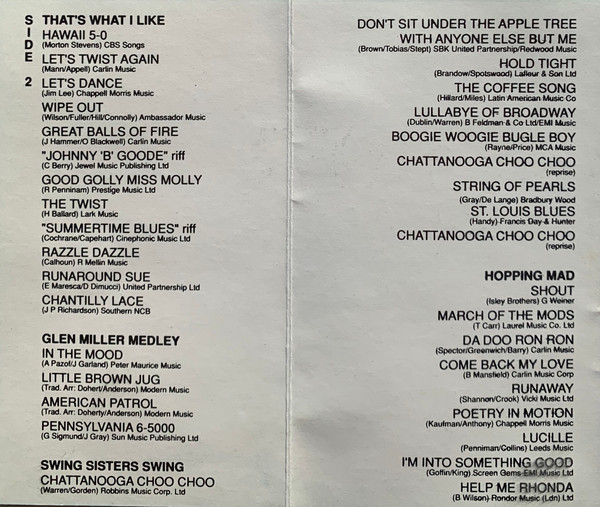 SIDE 2
THAT'S WHAT I LIKE
HAWAII 5-0
(Morton Stevens) CBS Songs
LET'S TWIST AGAIN
(Mann/Appell) Carlin Music
LET'S DANCE
(Jim Lee) Chappell Morris Music
WIPE OUT
(Wilson/Fuller/Hill/Connolly) Ambassador Music
GREAT BALLS OF FIRE
(J Hammer/O Blackwell) Carlin Music
"JOHNNY 'B' GOODE" riff
(C Berry) Jewel Music Publishing Ltd
GOOD GOLLY MISS MOLLY
(R Penninam) Prestige Music Ltd
THE TWIST
(H Ballard) Lark Music
"SUMMERTIME BLUES" riff
(Cochrane/Capehart) Cinephonic Music Ltd
RAZZLE DAZZLE
(Calhoun) R Mellin Music
RUNAROUND SUE
(E Maresca/D Dimucci) United Partnership Ltd
CHANTILLY LACE
(J P Richardson) Southern NCB
GLEN MILLER MEDLEY
IN THE MOOD
(A Pazol/J Garland) Peter Maurice Music
LITTLE BROWN JUG
(Trad. Arr: Dohert/Anderson) Modern Music
AMERICAN PATROL
(Trad. Arr: Doherty/Anderson) Modern Music
PENNSYLVANIA 6-5000
(G Sigmund/J Gray) Sun Music Publishing Ltd
SWING SISTERS SWING
CHATTANOOGA CHOO CHOO
(Warren/Gorden) Robbins Music Corp. Ltd
DON'T SIT UNDER THE APPLE TREE
WITH ANYONE ELSE BUT ME
(Brown/Tobias/Stept) SBK United Partnership/Redwood Music
HOLD TIGHT
(Brandow/Spotswood) Lafleur & Son Ltd
THE COFFEE SONG
(Hillard/Miles) Latin American Music Co
LULLABYE OF BROADWAY
(Dublin/Warren) B Feldman & Co Ltd/EMI Music
BOOGIE WOOGIE BUGLE BOY
(Rayne/Price) MCA Music
CHATTANOOGA CHOO CHOO
(reprise)
STRING OF PEARLS
(Gray/De Lange) Bradbury Wood
ST. LOUIS BLUES
(Handy) Francis Day & Hunter
CHATTANOOGA CHOO CHOO
(reprise)
HOPPING MAD
SHOUT
(Isley Brothers) G Weiner
MARCH OF THE MODS
(T Carr) Laurel Music Co. Ltd
DA DOO RON RON
(Spector/Greenwich/Barry) Carlin Music
COME BACK MY LOVE
(B Mansfield) Carlin Music Corp
RUNAWAY
(Shannon/Crook) Vicki Music Ltd
POETRY IN MOTION
(Kaufman/Anthony) Chappell Morris Music
LUCILLE
(Penniman/Collins) Leeds Music
I'M INTO SOMETHING GOOD
(Goffin/King) Screen Gems-EMI Music Ltd
HELP ME RHONDA
(B Wilson) Rondor Music (Ldn) Ltd